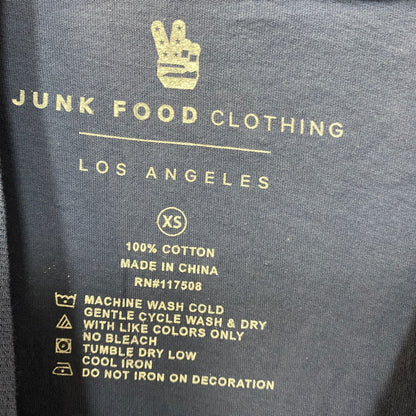 JUNK FOOD CLOTHING
LOS ANGELES
XS
100% COTTON
MADE IN CHINA
RN#117508
MACHINE WASH COLD
GENTLE CYCLE WASH & DRY
WITH LIKE COLORS ONLY
NO BLEACH
TUMBLE DRY LOW
COOL IRON
DO NOT IRON ON DECORATION